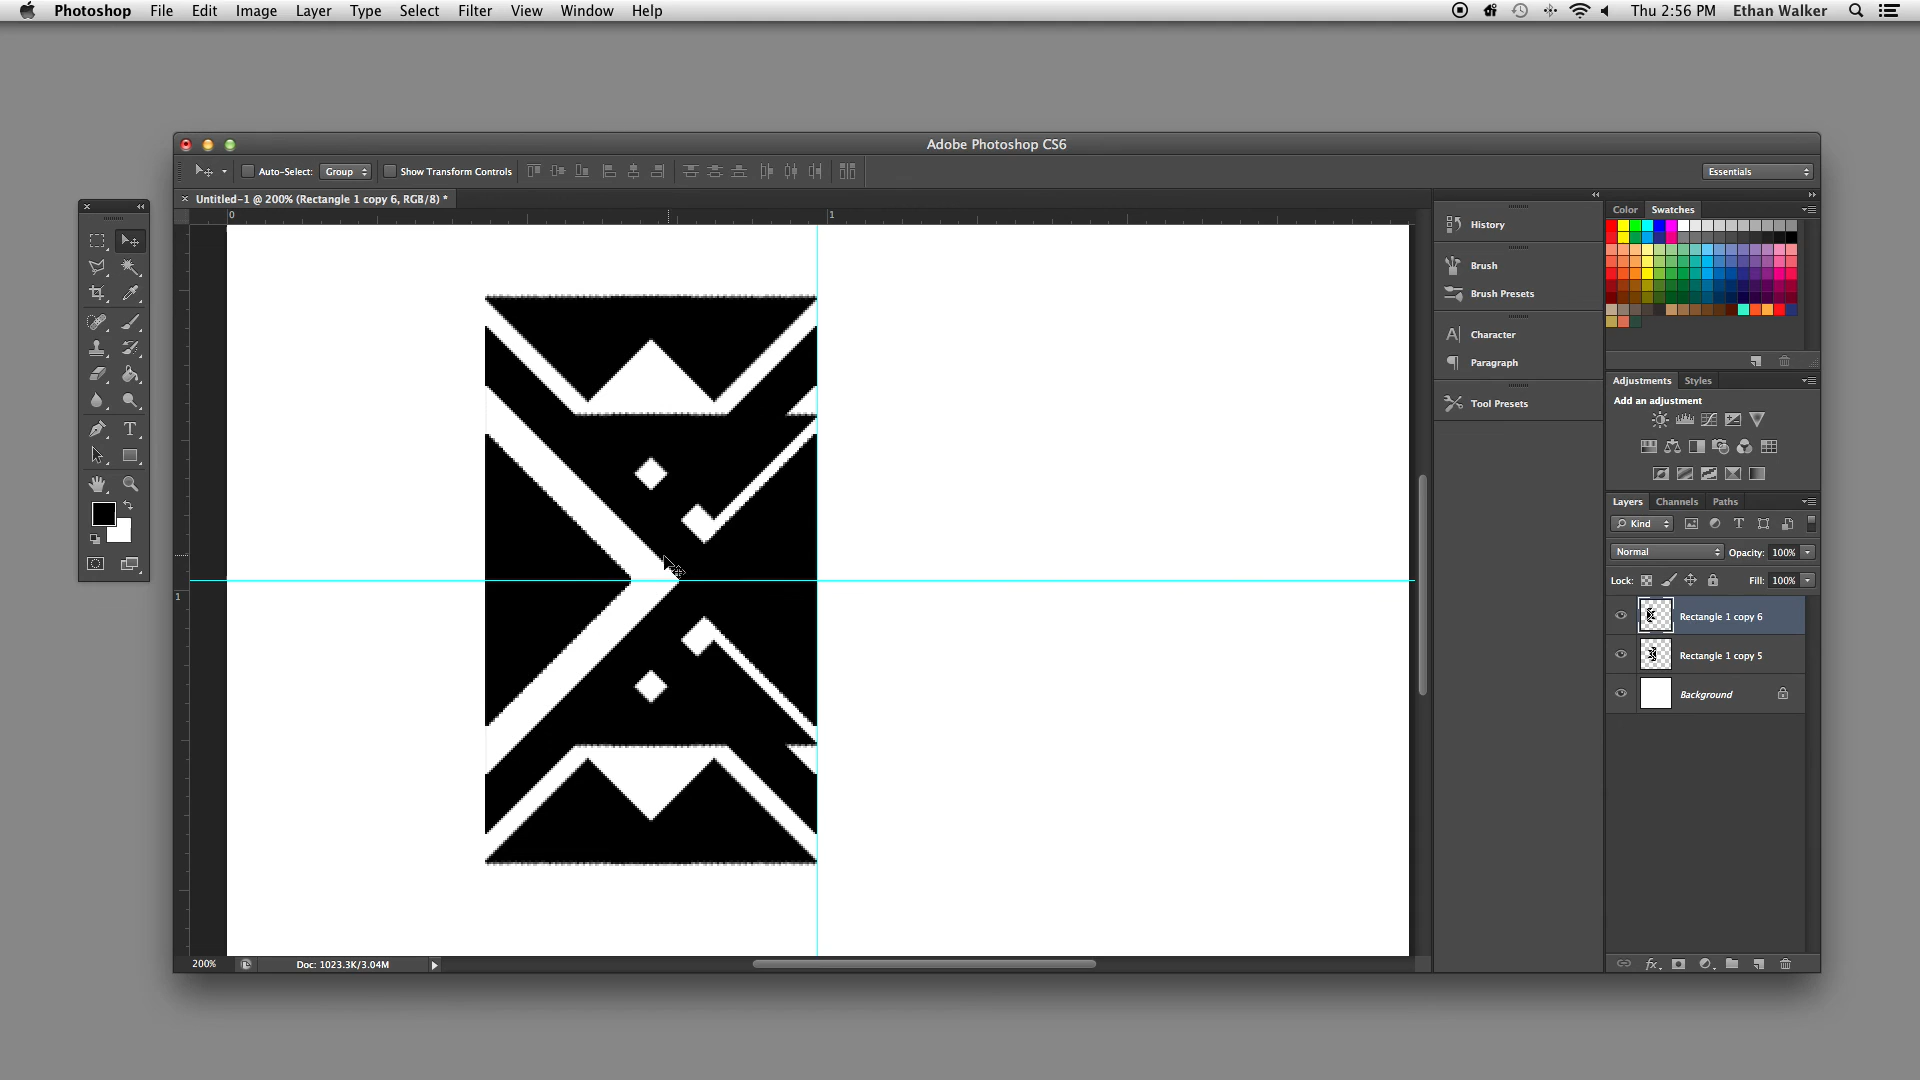 Photoshop File Edit Image Layer Type Select Filter View Window Help Thu 2:56 PM Ethan Walker
Adobe Photoshop CS6
Auto-Select: Group Show Transform Controls Essentials
Untitled-1 @ 200% (Rectangle 1 copy 6, RGB/8) *
0 1
1
History
Brush
Brush Presets
Character
Paragraph
Tool Presets
Color Swatches
Adjustments Styles
Add an adjustment
Layers Channels Paths
Kind
Normal Opacity: 100%
Lock: Fill: 100%
Rectangle 1 copy 6
Rectangle 1 copy 5
Background
200% Doc: 1023.3K/3.04M